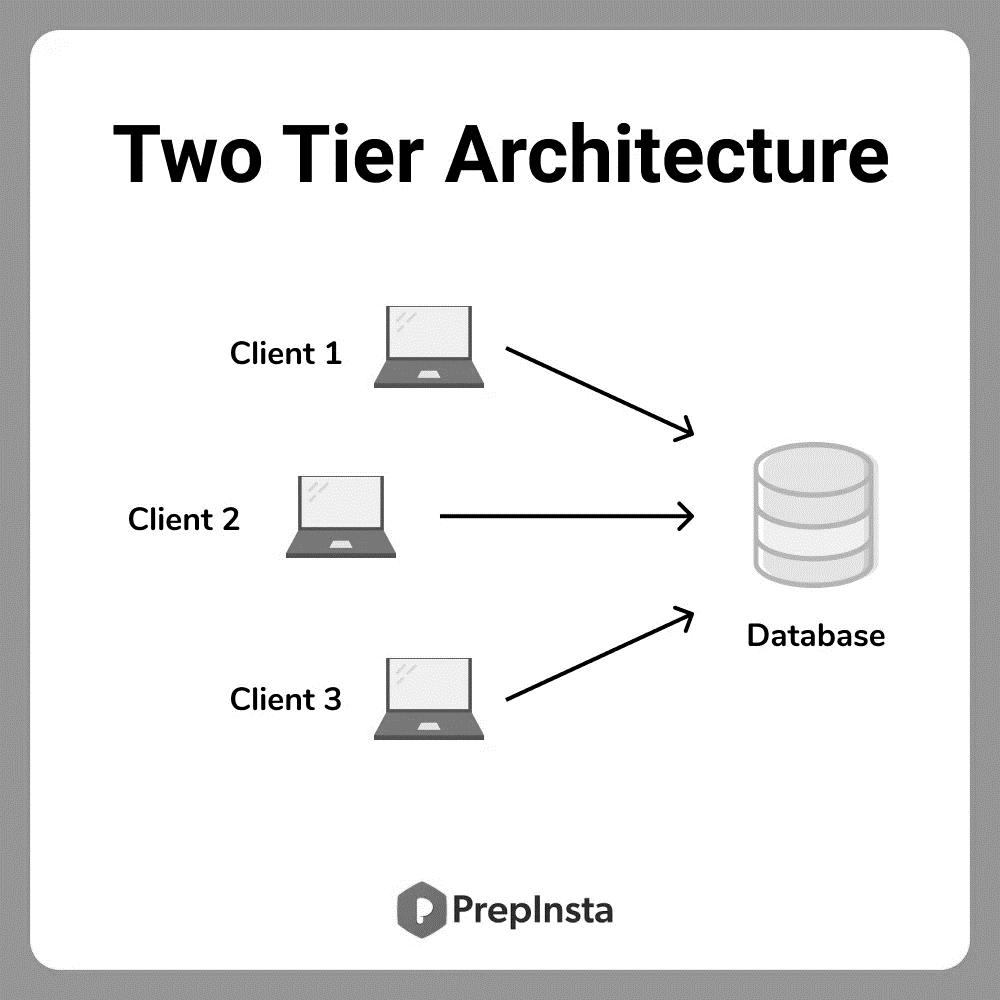 Two Tier Architecture
Client 1
Client 2
Database
Client 3
PrepInsta